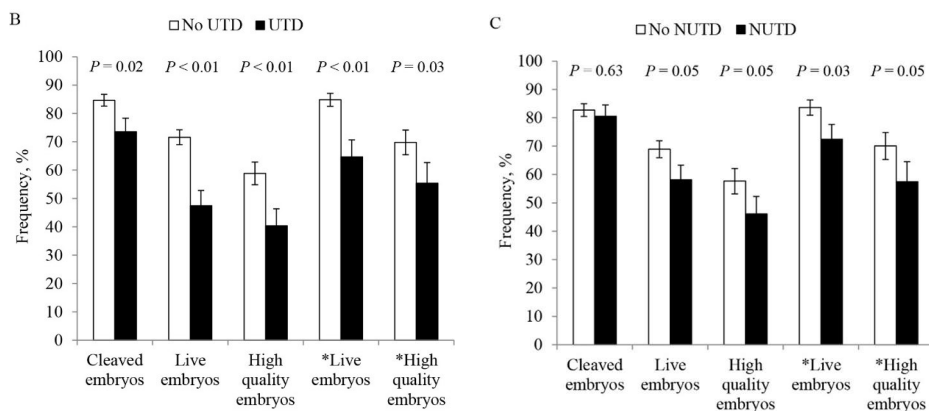 B
No UTD UTD
P = 0.02 P < 0.01 P < 0.01 P < 0.01 P = 0.03
100
90
80
70
60
50
40
30
20
10
0
Frequency, %
Cleaved embryos
Live embryos
High quality embryos
*Live embryos
*High quality embryos
C
No NUTD NUTD
P = 0.63 P = 0.05 P = 0.05 P = 0.03 P = 0.05
100
90
80
70
60
50
40
30
20
10
0
Frequency, %
Cleaved embryos
Live embryos
High quality embryos
*Live embryos
*High quality embryos